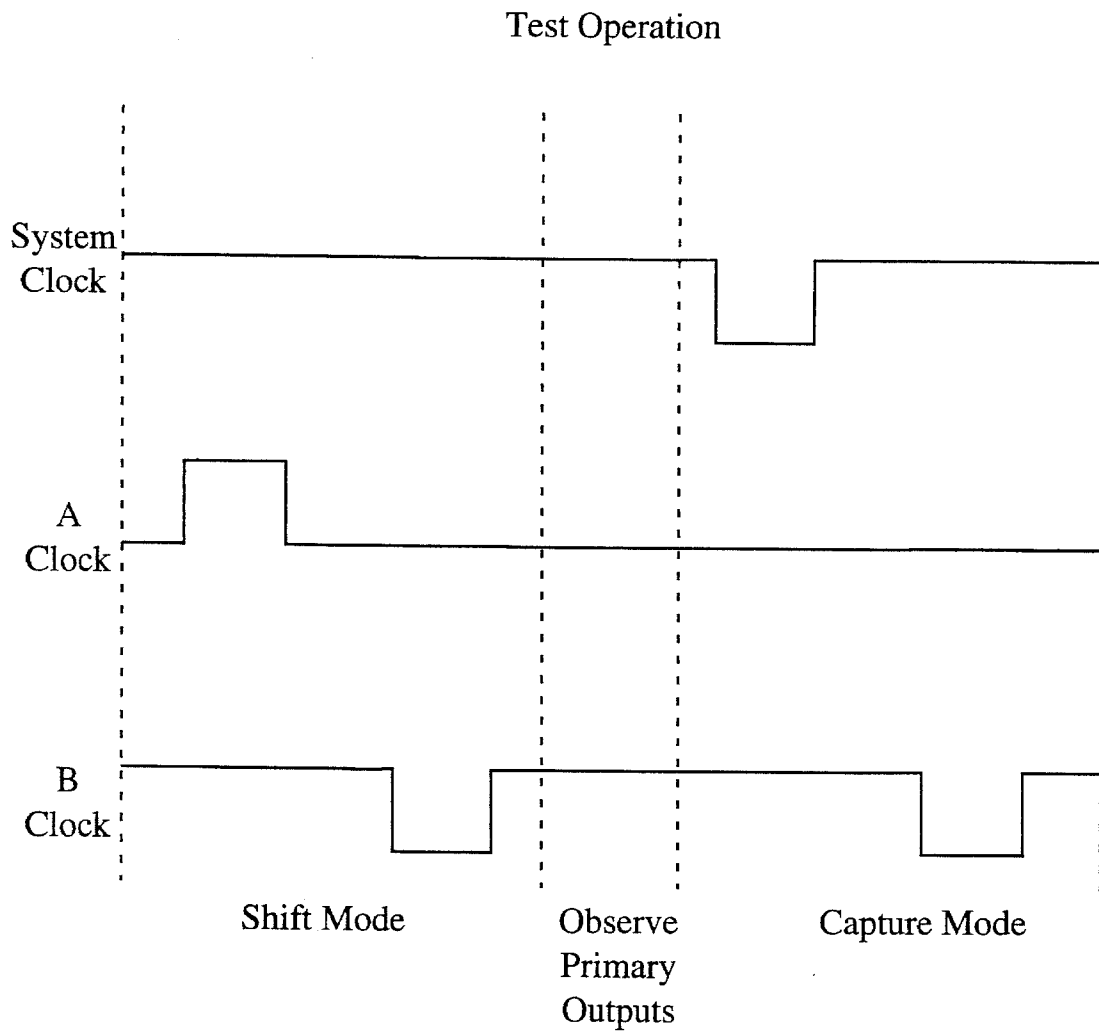 Test Operation
System
Clock
A
Clock
B
Clock
Shift Mode
Observe
Primary
Outputs
Capture Mode